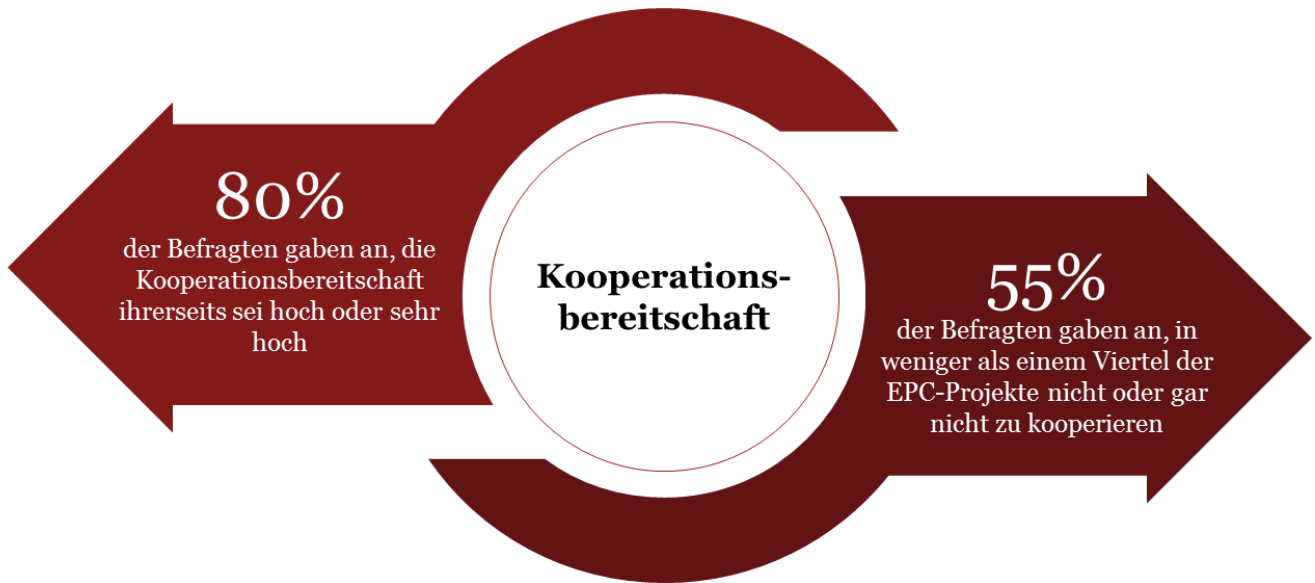 80%
der Befragten gaben an, die
Kooperationsbereitschaft
ihrerseits sei hoch oder sehr
hoch
Kooperations-
bereitschaft
55%
der Befragten gaben an, in
weniger als einem Viertel der
EPC-Projekte nicht oder gar
nicht zu kooperieren